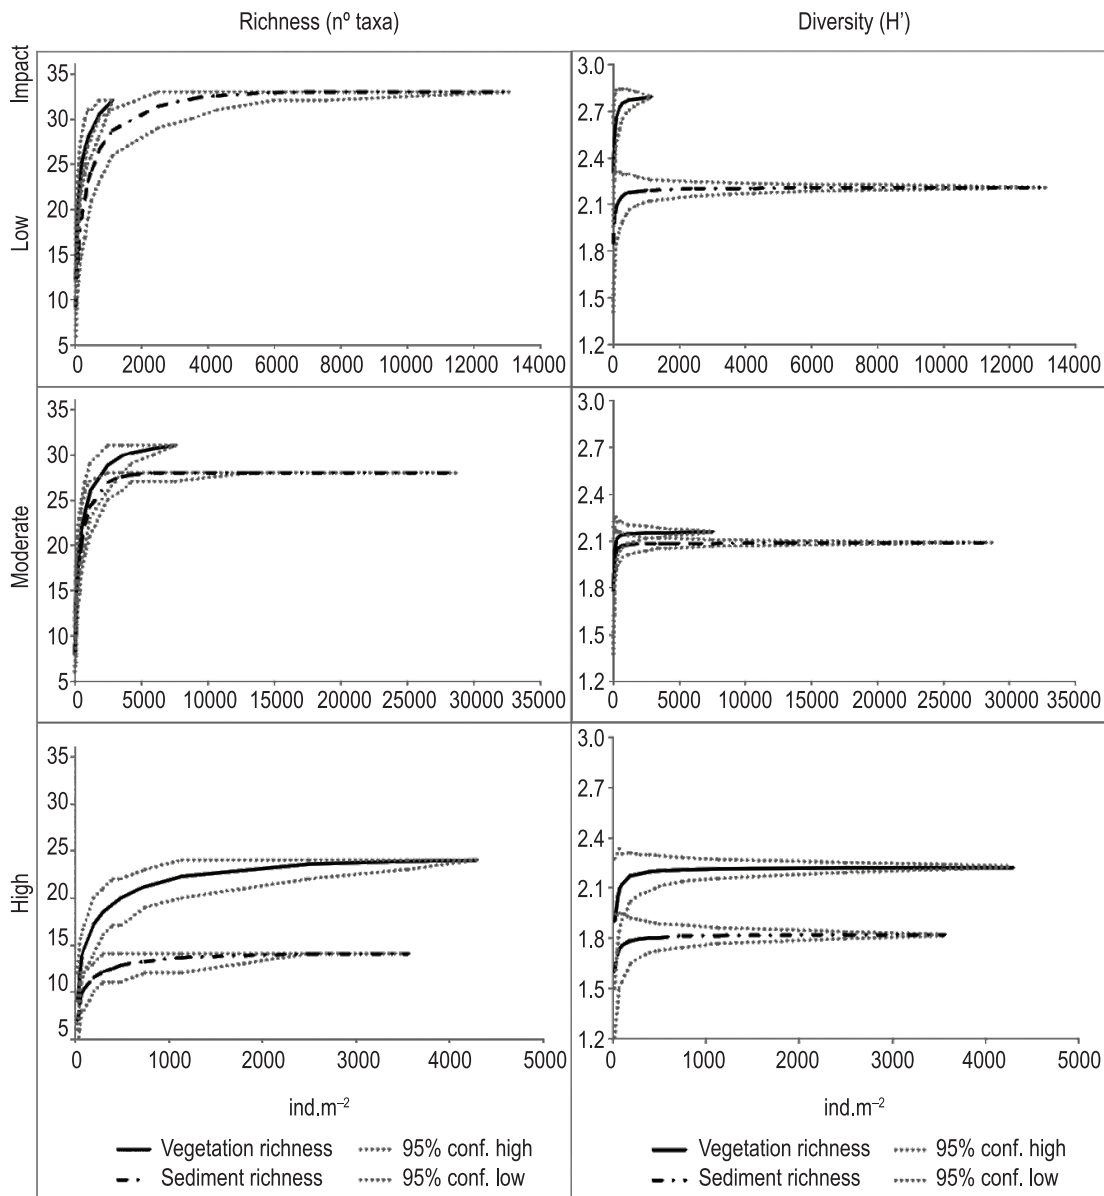 Richness (nº taxa)
Diversity (H')
Impact
Low
35
30
25
20
15
10
5
0 2000 4000 6000 8000 10000 12000 14000
3.0
2.7
2.4
2.1
1.8
1.5
1.2
0 2000 4000 6000 8000 10000 12000 14000
Moderate
35
30
25
20
15
10
5
0 5000 10000 15000 20000 25000 30000 35000
3.0
2.7
2.4
2.1
1.8
1.5
1.2
0 5000 10000 15000 20000 25000 30000 35000
High
35
30
25
20
15
10
5
0 1000 2000 3000 4000 5000
3.0
2.7
2.4
2.1
1.8
1.5
1.2
0 1000 2000 3000 4000 5000
ind.m–2
ind.m–2
Vegetation richness 95% conf. high
Sediment richness 95% conf. low
Vegetation richness 95% conf. high
Sediment richness 95% conf. low